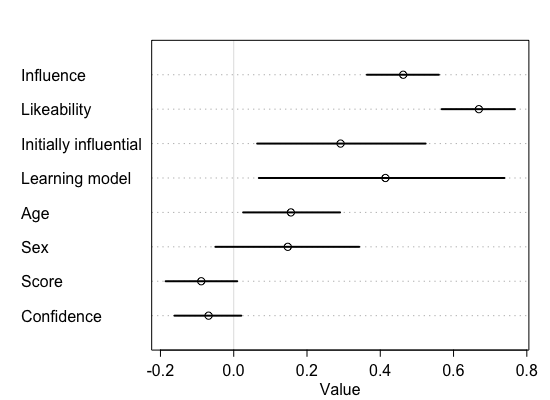 Influence
Likeability
Initially influential
Learning model
Age
Sex
Score
Confidence
-0.2 0.0 0.2 0.4 0.6 0.8
Value